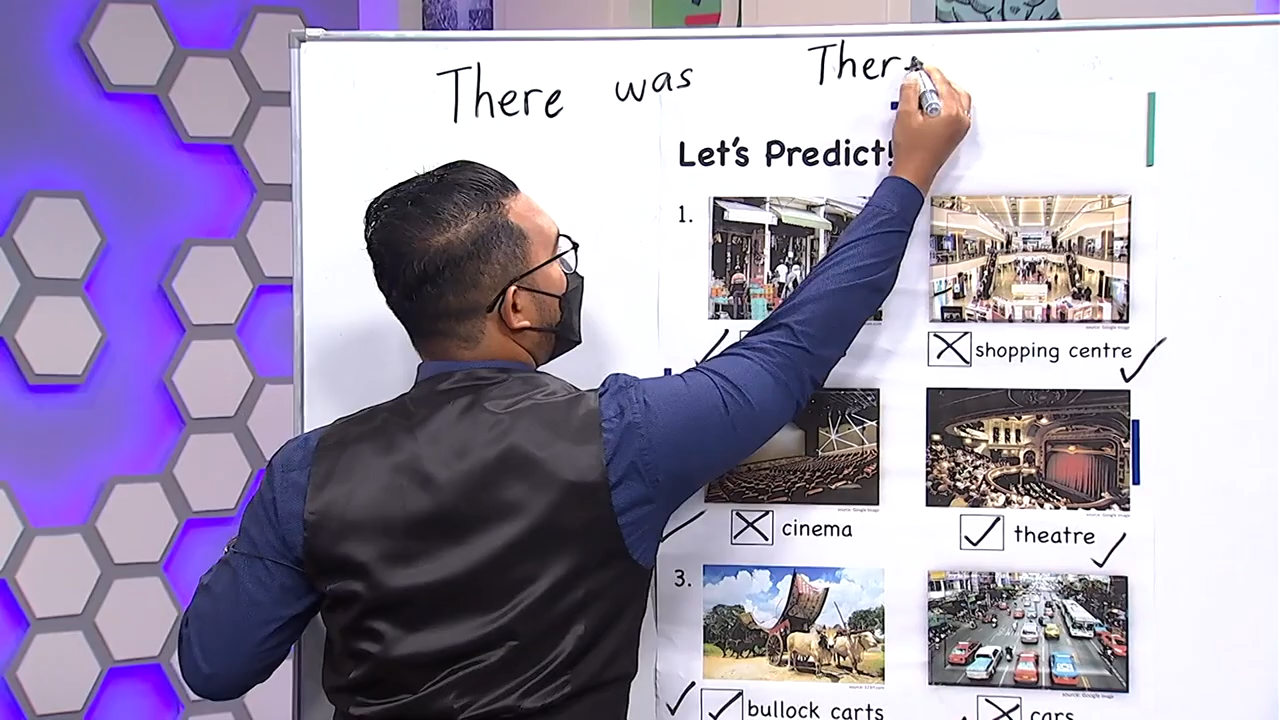 There was Ther
Let's Predict!
1.
shopping centre
cinema theatre
3.
bullock carts cars